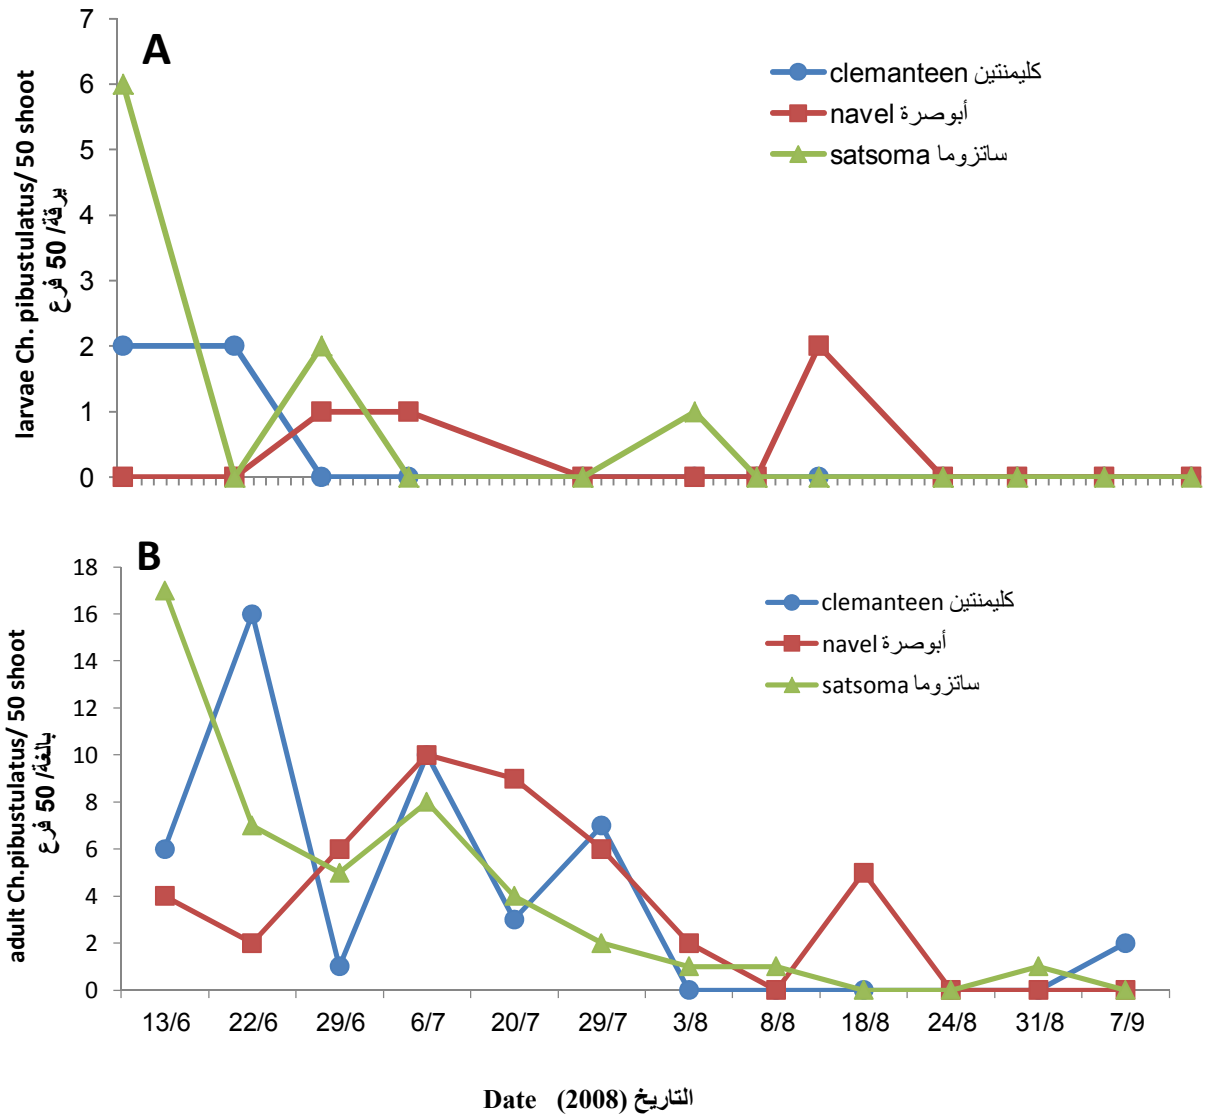 A
7
6
5
4
3
2
1
0
larvae Ch. pibustulatus/ 50 shoot
يرقة/ 50 فرع
clemanteen كليمنتين
navel أبوصرة
satsoma ساتزوما
B
18
16
14
12
10
8
6
4
2
0
adult Ch.pibustulatus/ 50 shoot
بالغة/ 50 فرع
clemanteen كليمنتين
navel أبوصرة
satsoma ساتزوما
13/6 22/6 29/6 6/7 20/7 29/7 3/8 8/8 18/8 24/8 31/8 7/9
Date (2008) التاريخ